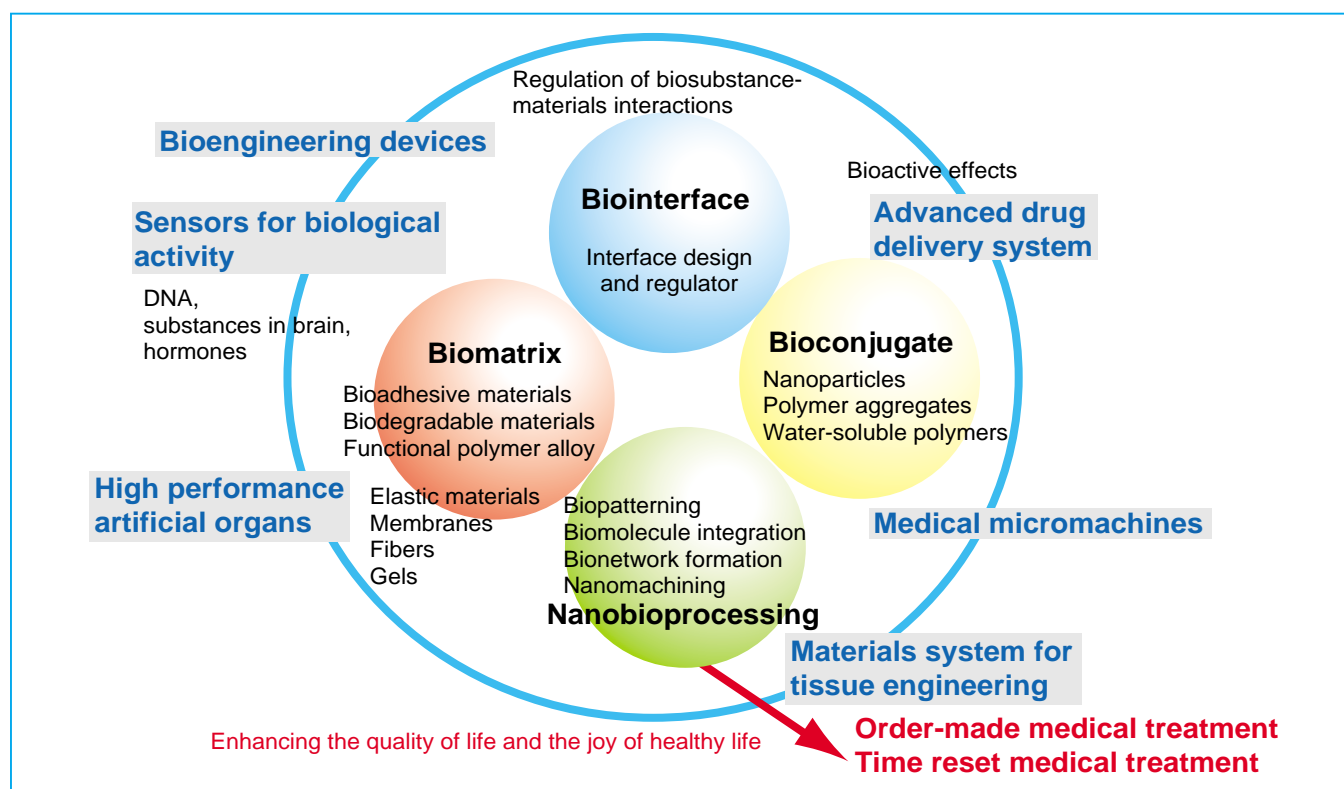 Regulation of biosubstance-
materials interactions
Bioengineering devices
Bioactive effects
Biointerface
Interface design
and regulator
Sensors for biological
activity
DNA,
substances in brain,
hormones
Advanced drug
delivery system
Biomatrix
Bioadhesive materials
Biodegradable materials
Functional polymer alloy
Elastic materials
Membranes
Fibers
Gels
Bioconjugate
Nanoparticles
Polymer aggregates
Water-soluble polymers
High performance
artificial organs
Biopatterning
Biomolecule integration
Bionetwork formation
Nanomachining
Nanobioprocessing
Medical micromachines
Materials system for
tissue engineering
Enhancing the quality of life and the joy of healthy life
Order-made medical treatment
Time reset medical treatment